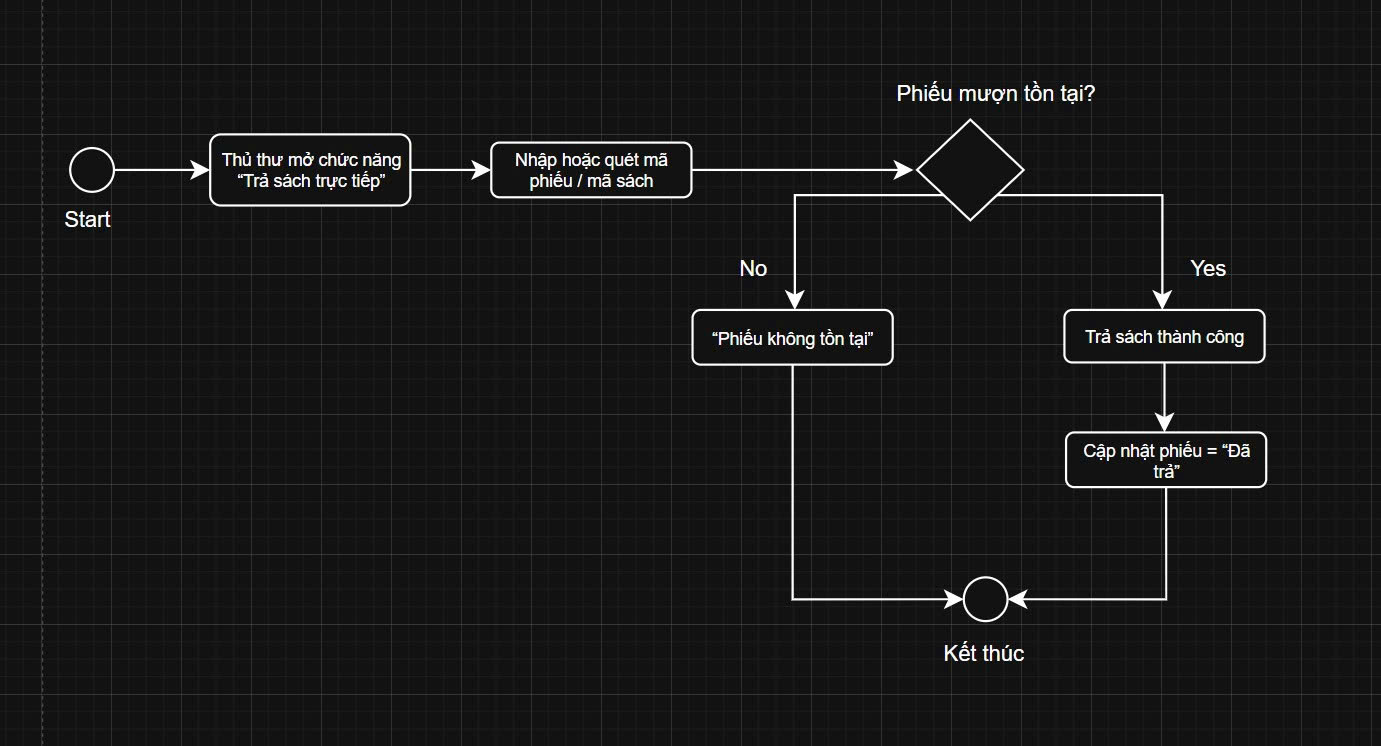 Phiếu mượn tồn tại?
Thủ thư mở chức năng
“Trả sách trực tiếp”
Nhập hoặc quét mã
phiếu / mã sách
Start
No
Yes
“Phiếu không tồn tại”
Trả sách thành công
Cập nhật phiếu = “Đã
trả”
Kết thúc